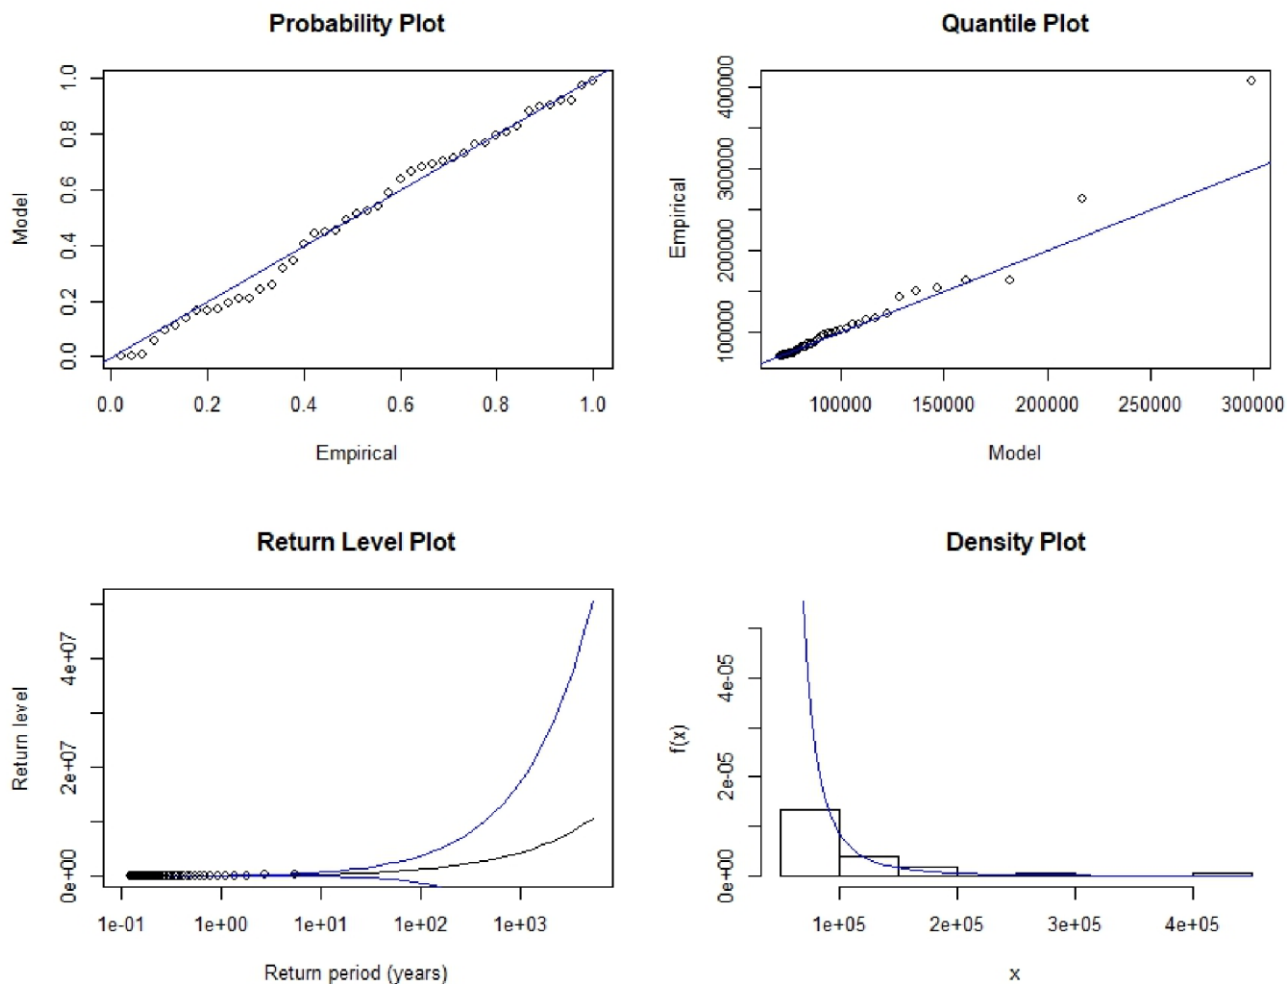 Probability Plot
Model
0.0 0.2 0.4 0.6 0.8 1.0
0.0 0.2 0.4 0.6 0.8 1.0
Empirical
Quantile Plot
Empirical
100000 200000 300000 400000
100000 150000 200000 250000 300000
Model
Return Level Plot
Return level
0e+00 2e+07 4e+07
1e-01 1e+00 1e+01 1e+02 1e+03
Return period (years)
Density Plot
f(x)
0e+00 2e-05 4e-05
1e+05 2e+05 3e+05 4e+05
x